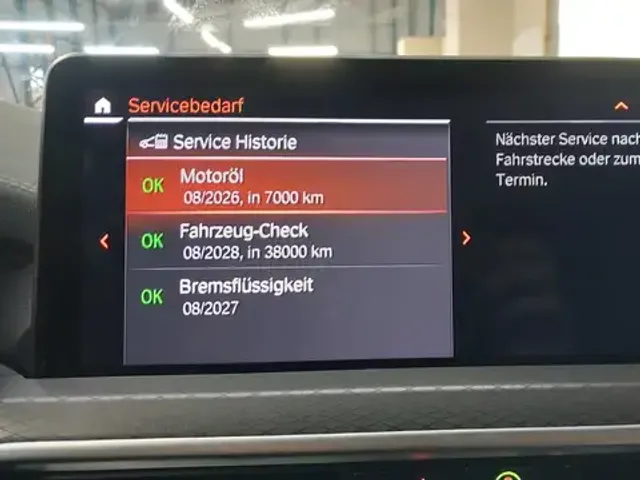 Servicebedarf
Service Historie
OK Motoröl
08/2026, in 7000 km
OK Fahrzeug-Check
08/2028, in 38000 km
OK Bremsflüssigkeit
08/2027
Nächster Service nach
Fahrstrecke oder zum
Termin.